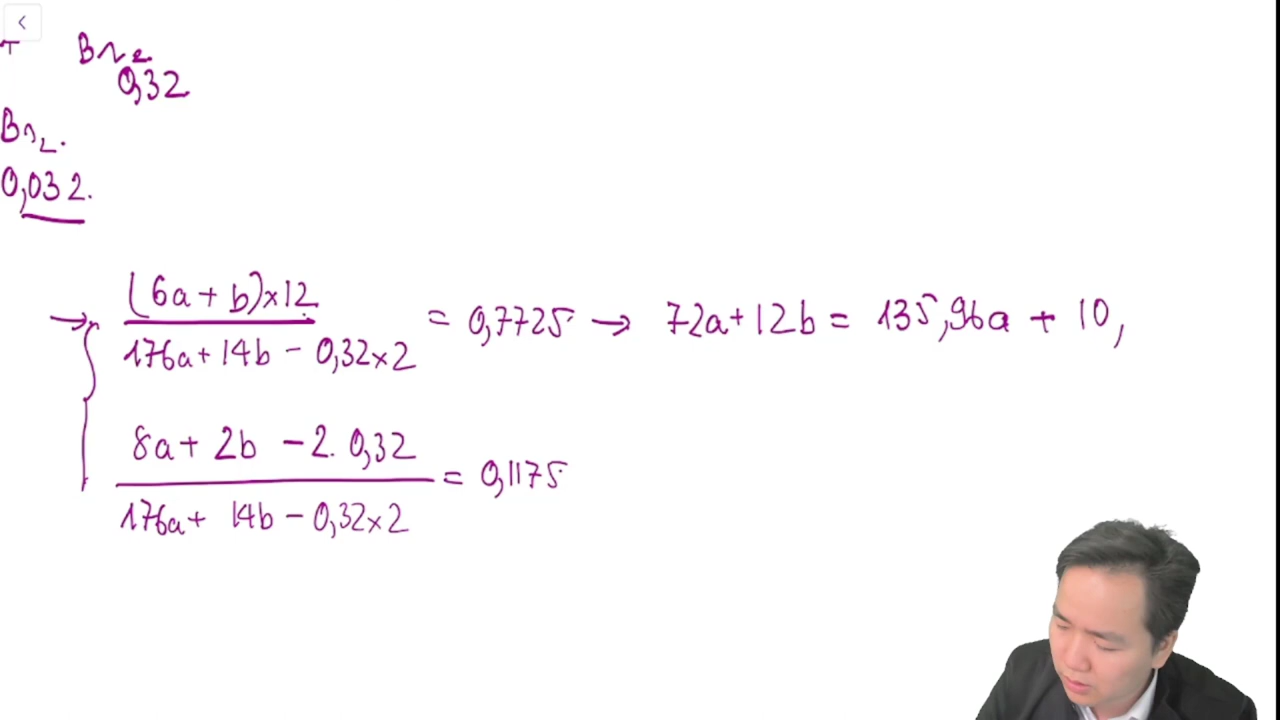 Br2
0,32
Br2.
0,032.
→ (6a + b)×12 / 176a + 14b - 0,32×2 = 0,7725 → 72a + 12b = 135,96a + 10,
8a + 2b - 2. 0,32 / 176a + 14b - 0,32×2 = 0,1175